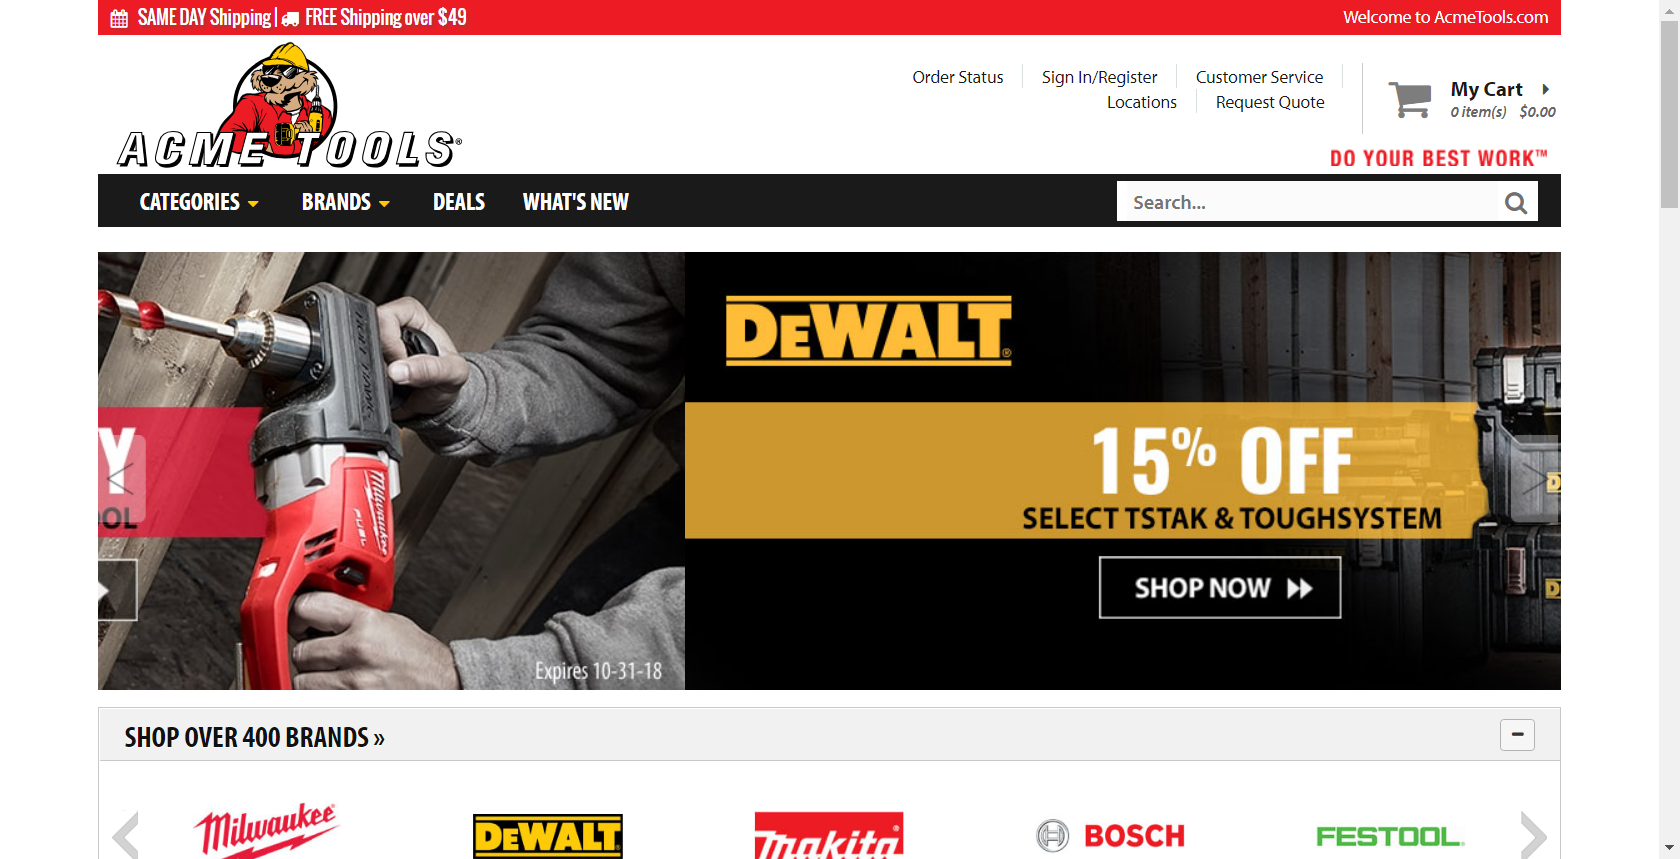 SAME DAY Shipping | FREE Shipping over $49
Welcome to AcmeTools.com
ACME TOOLS®
Order Status
Sign In/Register
Customer Service
Locations
Request Quote
My Cart
0 item(s) $0.00
DO YOUR BEST WORK™
CATEGORIES
BRANDS
DEALS
WHAT'S NEW
Search...
Milwaukee
FUEL
Y
OOL
Expires 10-31-18
DEWALT®
15% OFF
SELECT TSTAK & TOUGHSYSTEM
SHOP NOW
SHOP OVER 400 BRANDS »
Milwaukee®
DEWALT
makita®
BOSCH
FESTOOL